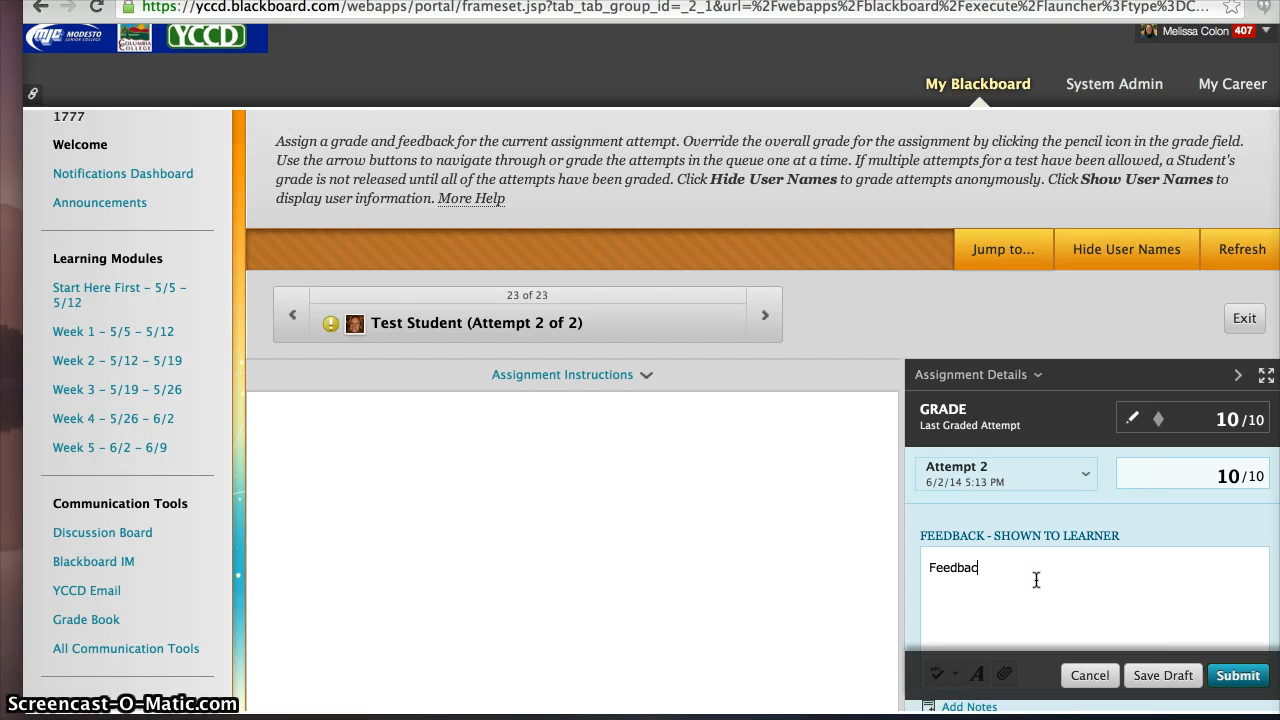 https://yccd.blackboard.com/webapps/portal/frameset.jsp?tab_tab_group_id=_2_1&url=%2Fwebapps%2Fblackboard%2Fexecute%2Flauncher%3Ftype%3DC...
MJC MODESTO JUNIOR COLLEGE
COLUMBIA COLLEGE
YCCD
Melissa Colon 407
My Blackboard
System Admin
My Career
1777
Welcome
Notifications Dashboard
Announcements
Learning Modules
Start Here First - 5/5 -
5/12
Week 1 - 5/5 - 5/12
Week 2 - 5/12 - 5/19
Week 3 - 5/19 - 5/26
Week 4 - 5/26 - 6/2
Week 5 - 6/2 - 6/9
Communication Tools
Discussion Board
Blackboard IM
YCCD Email
Grade Book
All Communication Tools
Assign a grade and feedback for the current assignment attempt. Override the overall grade for the assignment by clicking the pencil icon in the grade field.
Use the arrow buttons to navigate through or grade the attempts in the queue one at a time. If multiple attempts for a test have been allowed, a Student's
grade is not released until all of the attempts have been graded. Click Hide User Names to grade attempts anonymously. Click Show User Names to
display user information. More Help
Jump to...
Hide User Names
Refresh
23 of 23
Test Student (Attempt 2 of 2)
Exit
Assignment Instructions
Assignment Details
GRADE
Last Graded Attempt
10/10
Attempt 2
6/2/14 5:13 PM
10/10
FEEDBACK - SHOWN TO LEARNER
Feedbac
Cancel
Save Draft
Submit
Add Notes
Screencast-O-Matic.com